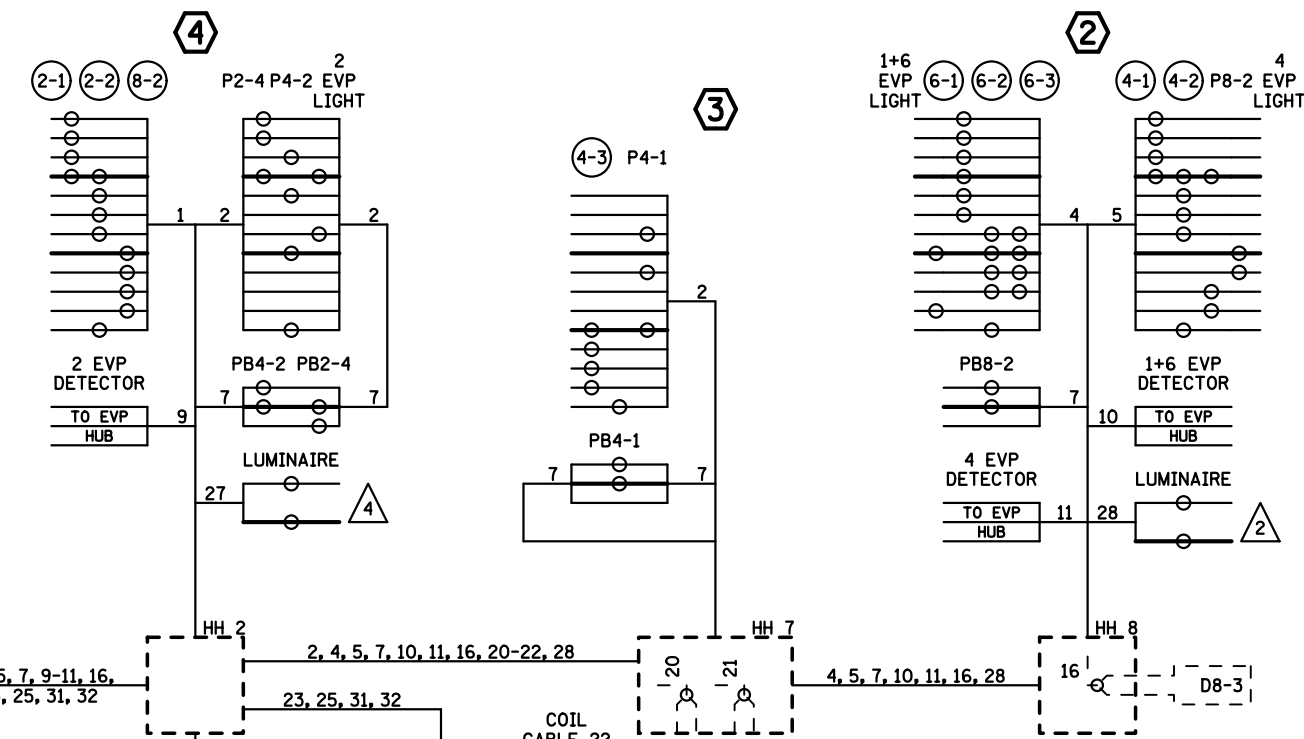 4
2-1 2-2 8-2
P2-4 P4-2 2 EVP LIGHT
1 2 2
2 EVP
DETECTOR
TO EVP
HUB
9
PB4-2 PB2-4
7 7
LUMINAIRE
27
4
3
4-3 P4-1
2
PB4-1
7 7
2
1+6
EVP
LIGHT
6-1 6-2 6-3
4-1 4-2 P8-2
4
EVP
LIGHT
4 5
PB8-2
7
1+6 EVP
DETECTOR
10
TO EVP
HUB
4 EVP
DETECTOR
TO EVP
HUB
11 28
LUMINAIRE
2
HH 2
2, 4, 5, 7, 10, 11, 16, 20-22, 28
HH 7
20 21
4, 5, 7, 10, 11, 16, 28
HH 8
16
D8-3
7, 9-11, 16,
, 25, 31, 32
23, 25, 31, 32
COIL